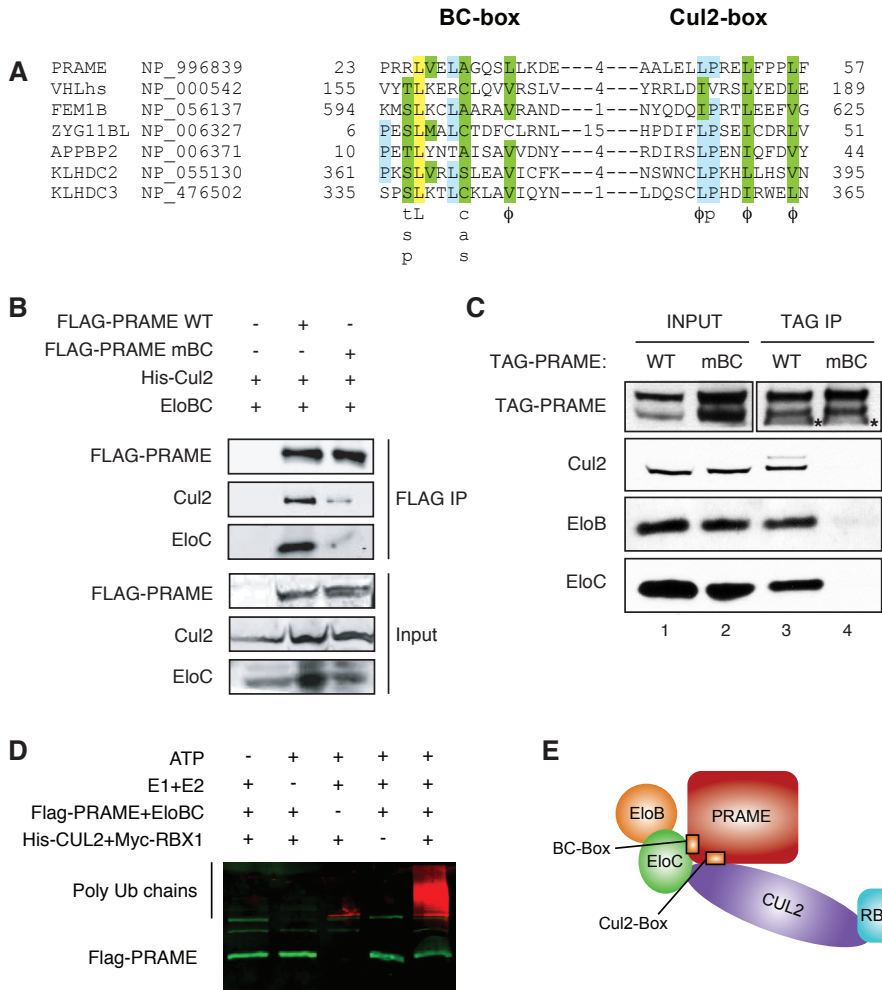 BC-box Cul2-box
A
PRAME NP_996839 23 PRRLVELAGQSLLKDE---4---AALELLPRELFPPLF 57
VHLhs NP_000542 155 VYTLKERCLQVVRSLV---4---YRRLDIVRSLYEDLE 189
FEM1B NP_056137 594 KMSLKCLAARAVRAND---1---NYQDQIPRTLEEFVG 625
ZYG11BL NP_006327 6 PESLMALCTDFCLRNL--15---HPDIFLPSEICDRLV 51
APPBP2 NP_006371 10 PETLYNTAISAVVDNY---4---RDIRSLPENIQFDVY 44
KLHDC2 NP_055130 361 PKSLVRLSLEAVICFK---4---NSWNCLPKHLLHSVN 395
KLHDC3 NP_476502 335 SPSLKTLCKLAVIQYN---1---LDQSCLPHDIRWELN 365
tL c ϕ ϕp ϕ ϕ
s a
p s
B
FLAG-PRAME WT - + -
FLAG-PRAME mBC - - +
His-Cul2 + + +
EloBC + + +
FLAG-PRAME
Cul2
EloC
FLAG IP
FLAG-PRAME
Cul2
EloC
Input
C
INPUT TAG IP
TAG-PRAME: WT mBC WT mBC
TAG-PRAME
* *
Cul2
EloB
EloC
1 2 3 4
D
ATP - + + + +
E1+E2 + - + + +
Flag-PRAME+EloBC + + - + +
His-CUL2+Myc-RBX1 + + + - +
Poly Ub chains
Flag-PRAME
E
EloB
PRAME
BC-Box
EloC
CUL2
Cul2-Box
RB